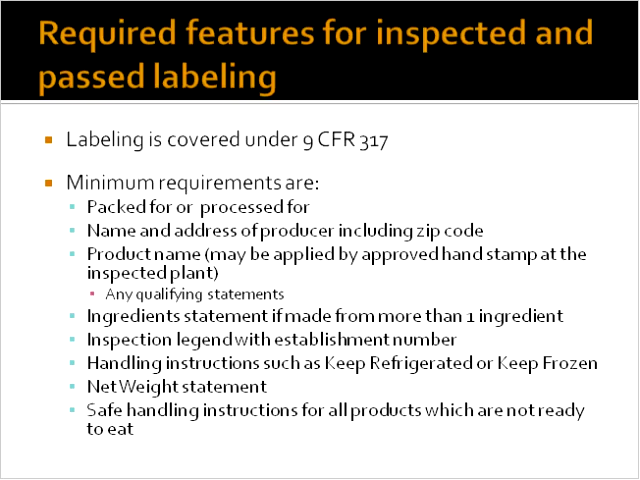 Required features for inspected and
passed labeling
Labeling is covered under 9 CFR 317
Minimum requirements are:
Packed for or processed for
Name and address of producer including zip code
Product name (may be applied by approved hand stamp at the
inspected plant)
Any qualifying statements
Ingredients statement if made from more than 1 ingredient
Inspection legend with establishment number
Handling instructions such as Keep Refrigerated or Keep Frozen
Net Weight statement
Safe handling instructions for all products which are not ready
to eat